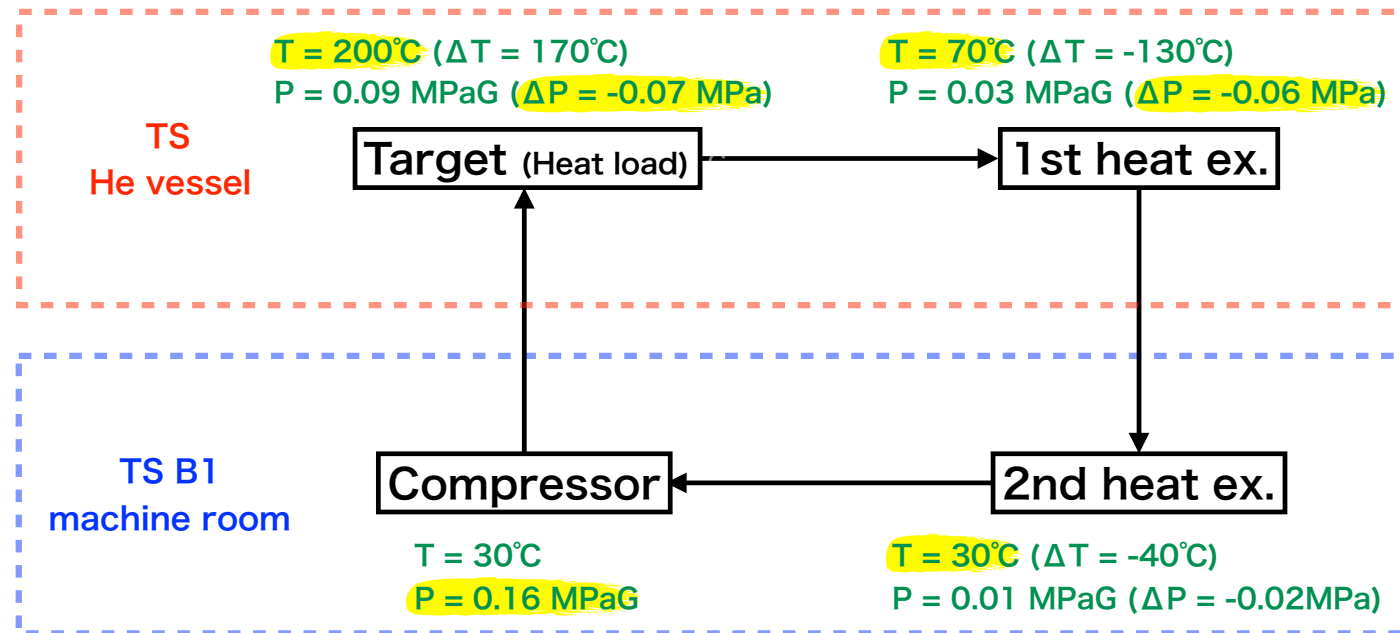 T = 200℃ (ΔT = 170℃)
P = 0.09 MPaG (ΔP = -0.07 MPa)
T = 70℃ (ΔT = -130℃)
P = 0.03 MPaG (ΔP = -0.06 MPa)
TS
He vessel
Target (Heat load)
1st heat ex.
TS B1
machine room
Compressor
2nd heat ex.
T = 30℃
P = 0.16 MPaG
T = 30℃ (ΔT = -40℃)
P = 0.01 MPaG (ΔP = -0.02MPa)